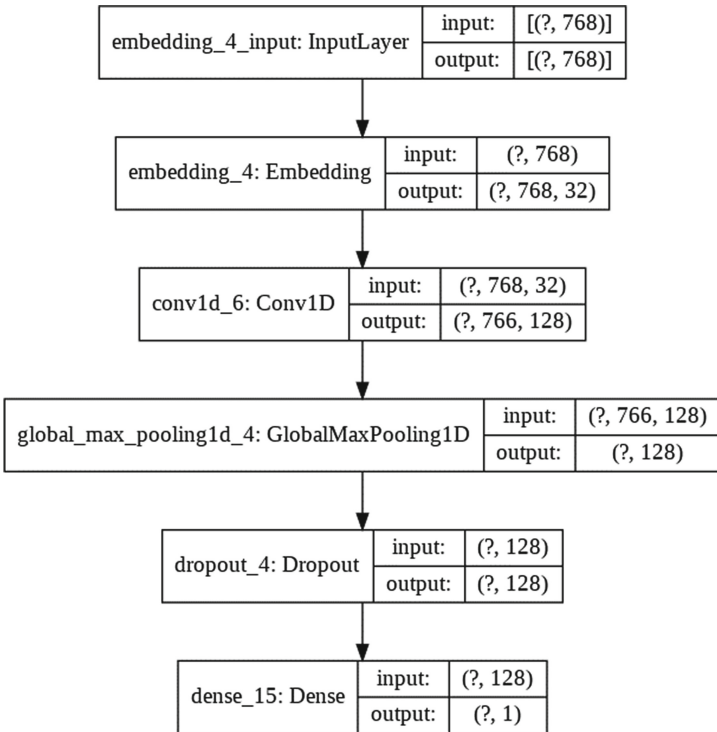 embedding_4_input: InputLayer
input: [(?, 768)]
output: [(?, 768)]
embedding_4: Embedding
input: (?, 768)
output: (?, 768, 32)
conv1d_6: Conv1D
input: (?, 768, 32)
output: (?, 766, 128)
global_max_pooling1d_4: GlobalMaxPooling1D
input: (?, 766, 128)
output: (?, 128)
dropout_4: Dropout
input: (?, 128)
output: (?, 128)
dense_15: Dense
input: (?, 128)
output: (?, 1)